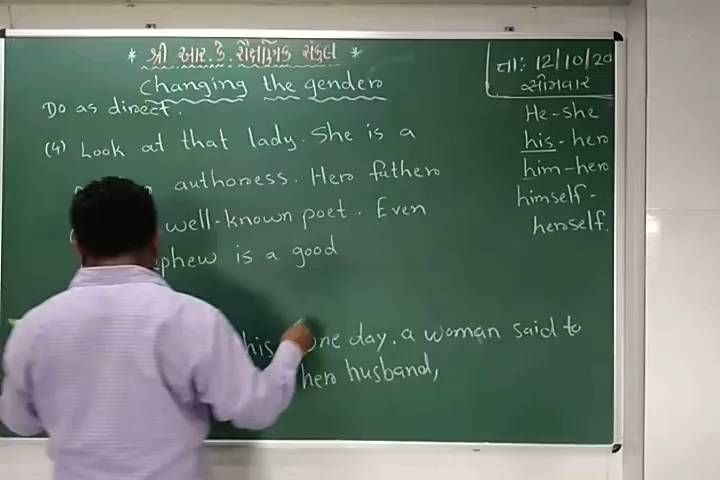 * શ્રી આર. કે. શૈક્ષણિક સંકુલ *
તા: 12/10/20
સોમવાર
Changing the gender
Do as direct.
(4) Look at that lady. She is a
authoress. Her father
well-known poet. Even
nephew is a good
his one day. a woman said to
her husband,
He-she
his-her
him-her
himself-
herself.